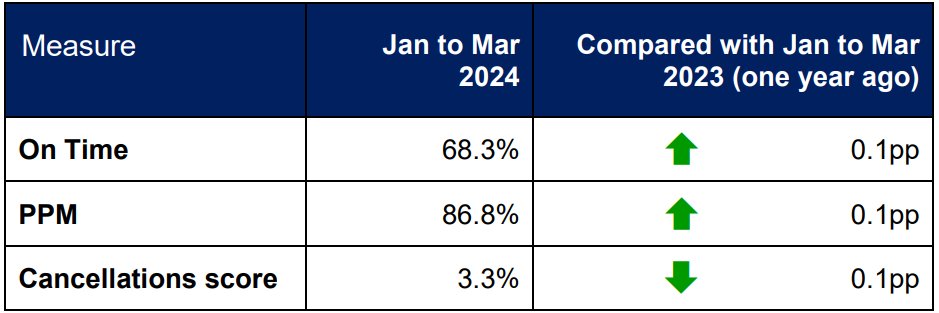 Measure
Jan to Mar
2024
Compared with Jan to Mar
2023 (one year ago)
On Time 68.3% 0.1pp
PPM 86.8% 0.1pp
Cancellations score 3.3% 0.1pp